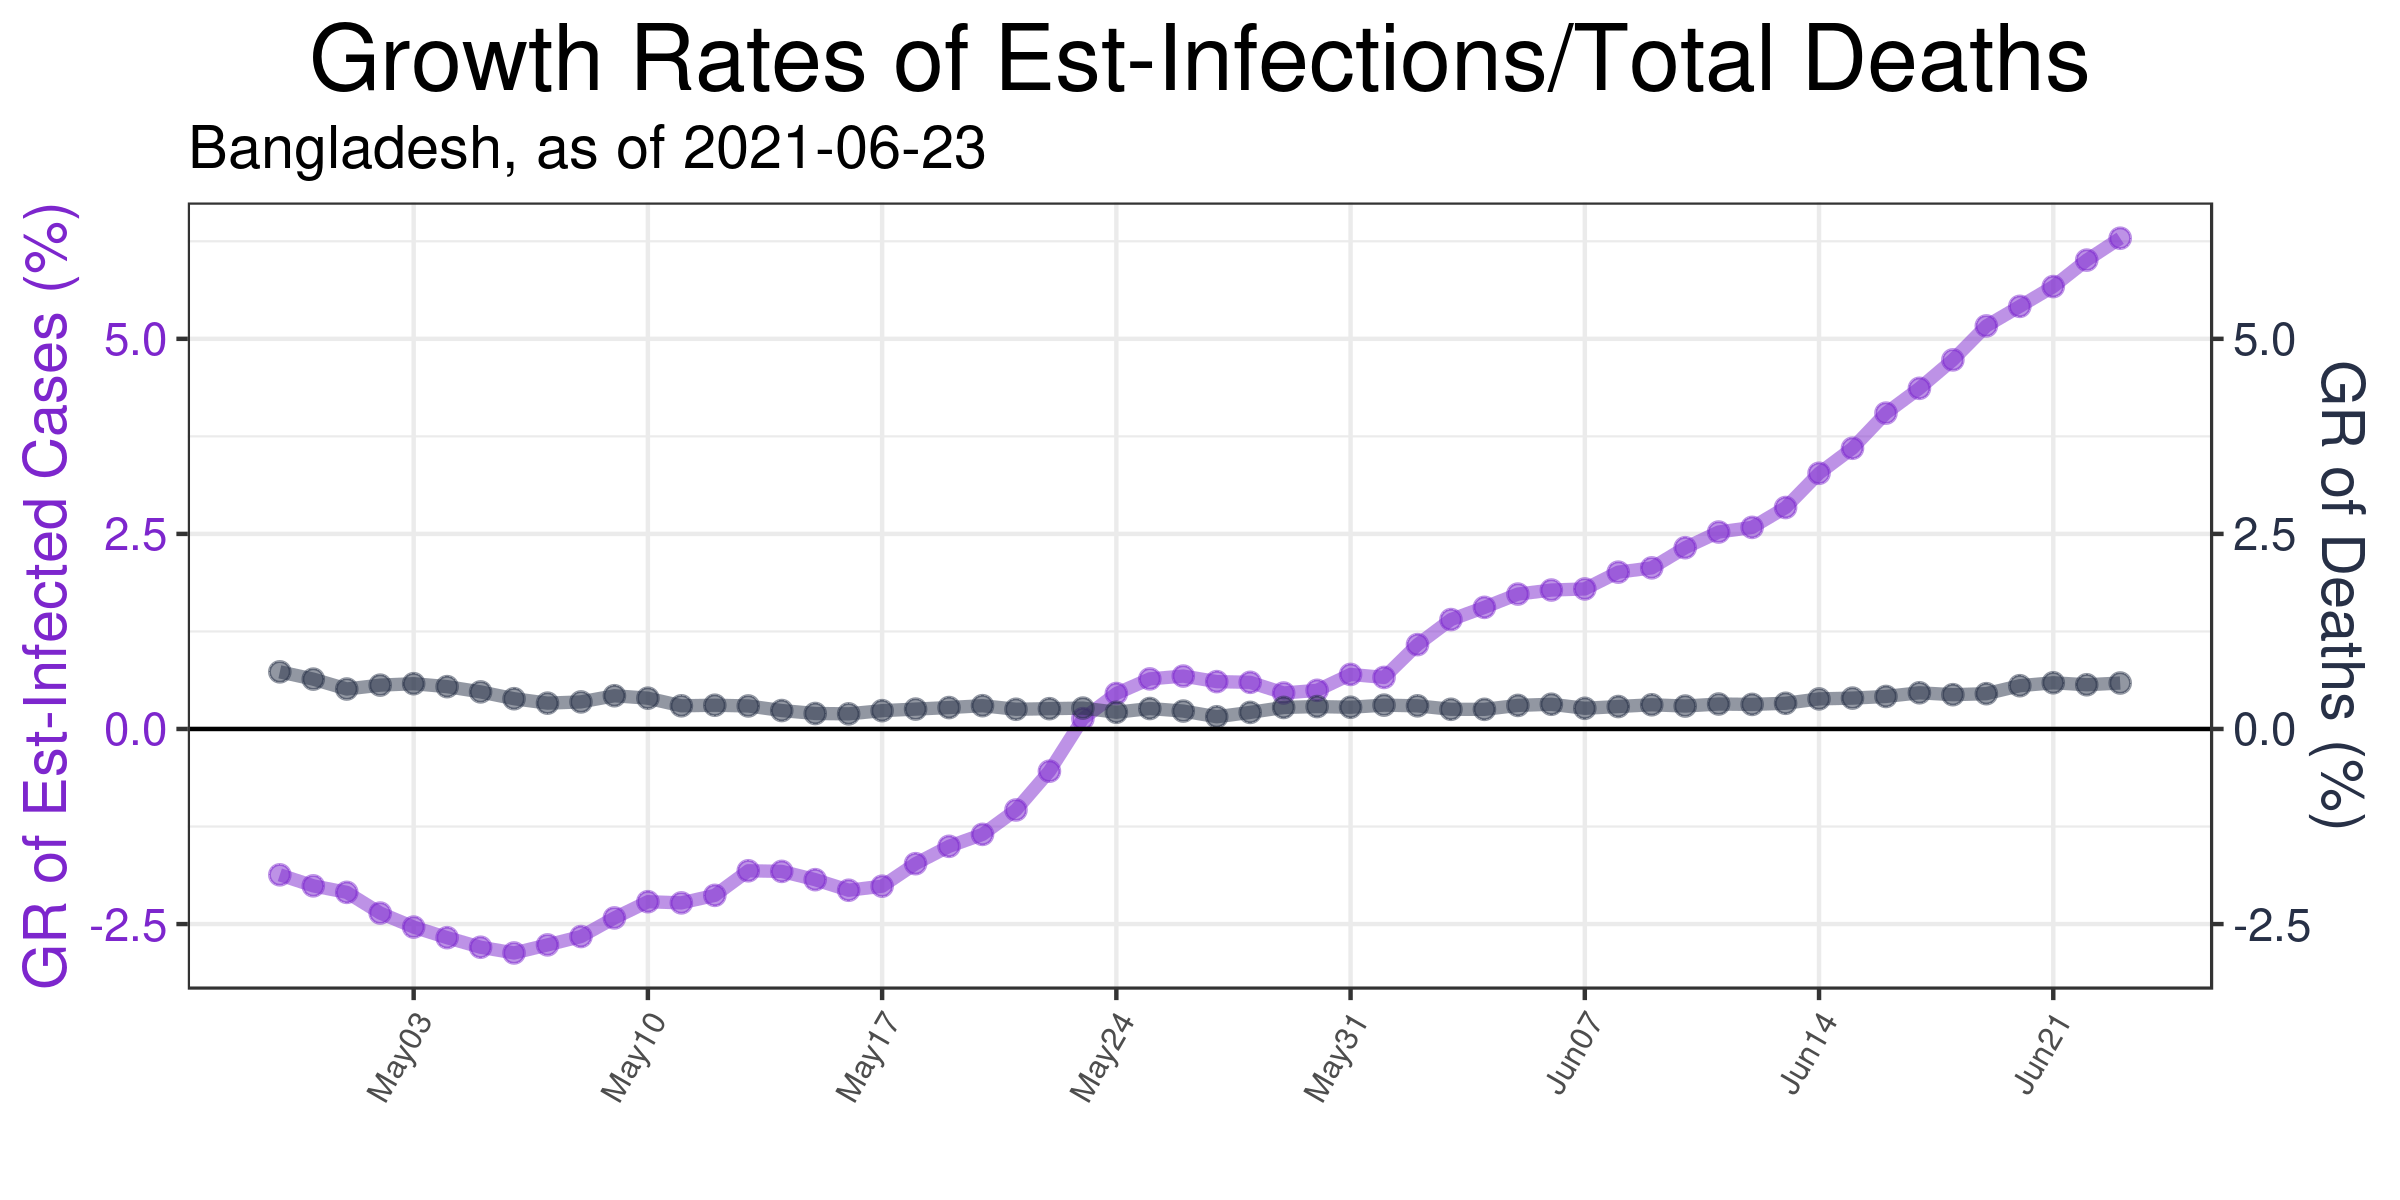 Growth Rates of Est-Infections/Total Deaths
Bangladesh, as of 2021-06-23
GR of Est-Infected Cases (%)
5.0
2.5
0.0
-2.5
5.0
2.5
0.0
-2.5
GR of Deaths (%)
May03
May10
May17
May24
May31
Jun07
Jun14
Jun21